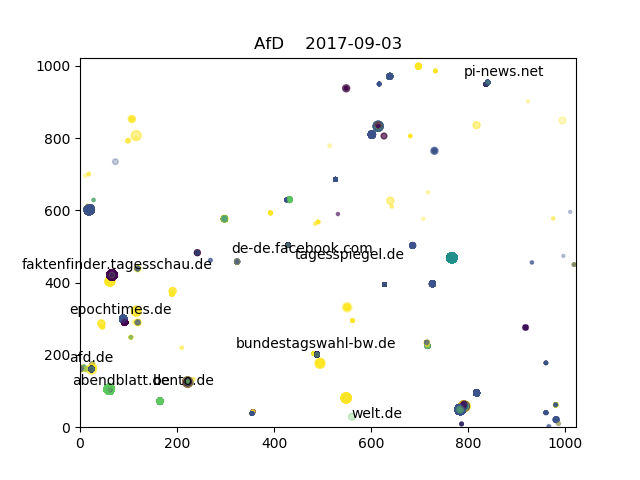 AfD    2017-09-03
1000
pi-news.net
800
600
de-de.facebook.com
tagesspiegel.de
faktenfinder.tagesschau.de
400
epochtimes.de
bundestagswahl-bw.de
200
afd.de
abendblatt.de
bento.de
welt.de
0
0 200 400 600 800 1000